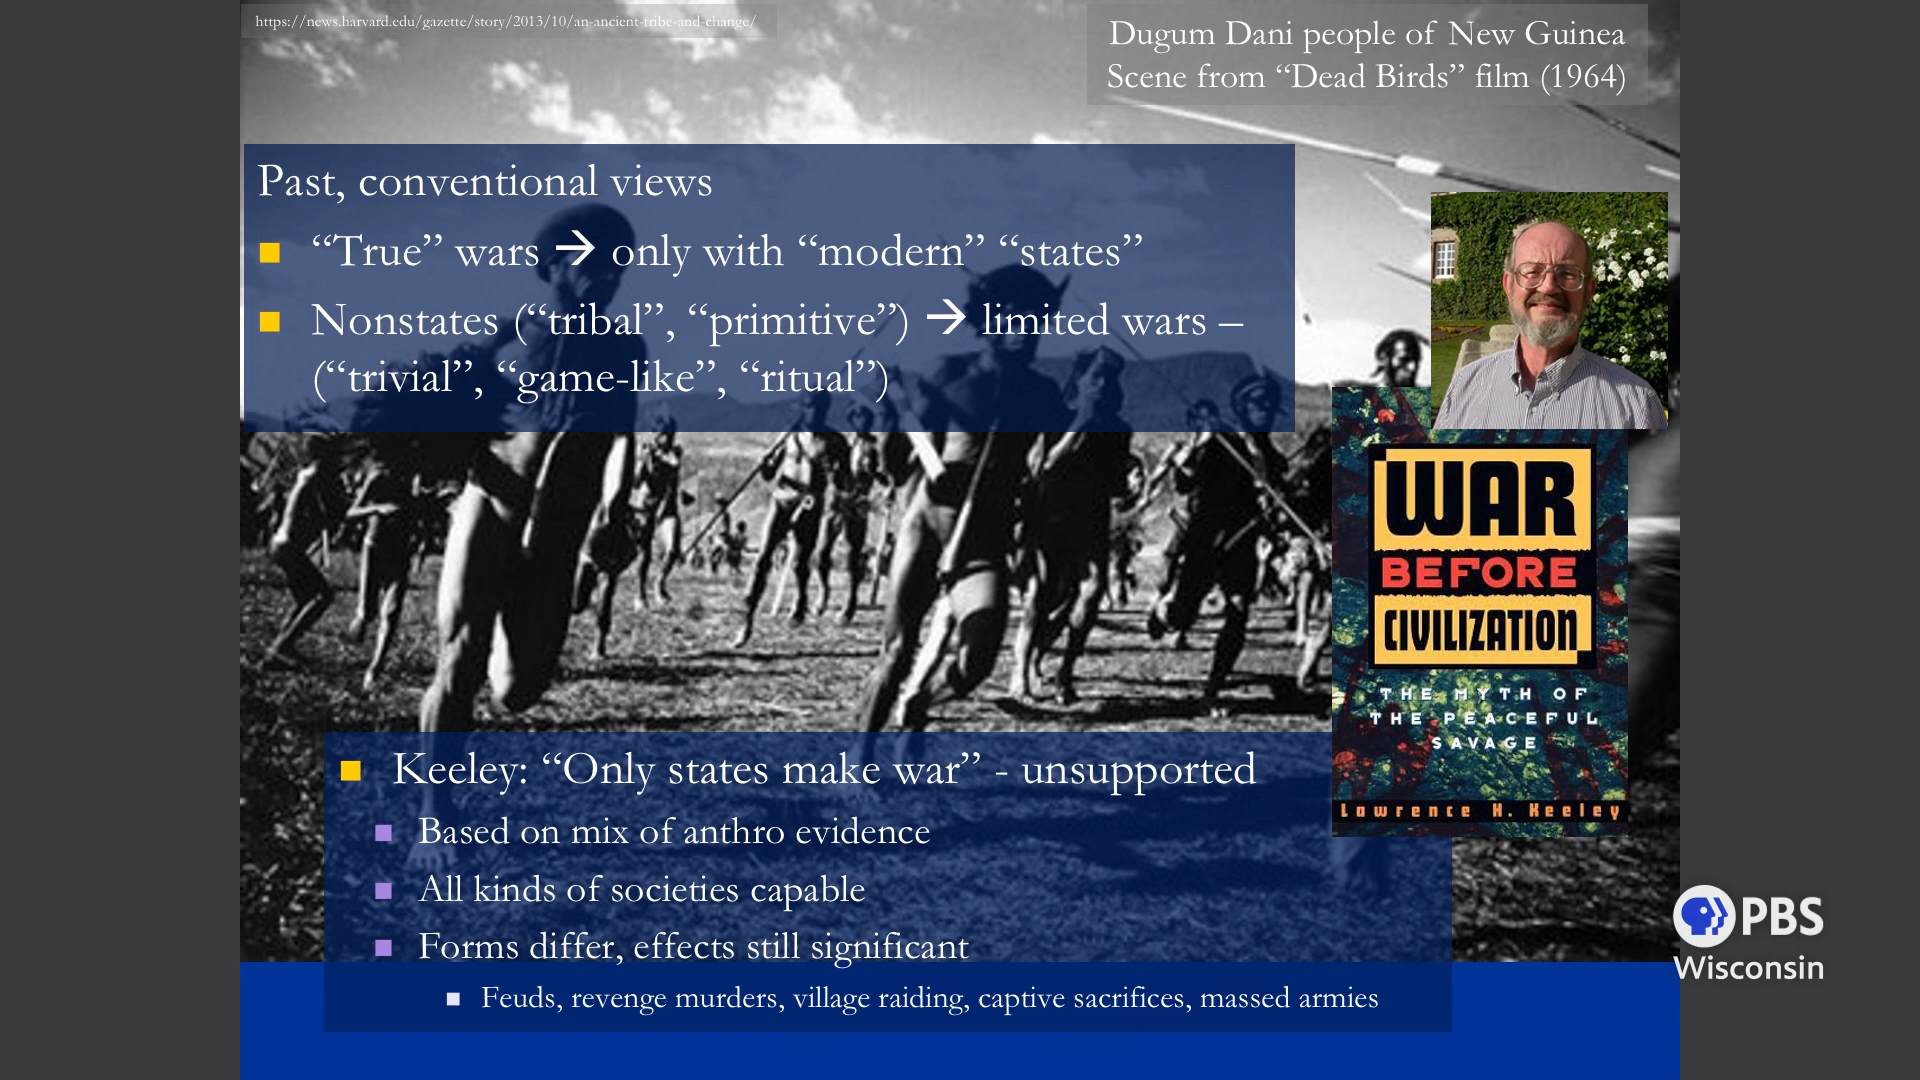 https://news.harvard.edu/gazette/story/2013/10/an-ancient-tribe-and-change/
Dugum Dani people of New Guinea
Scene from “Dead Birds” film (1964)
Past, conventional views
“True” wars → only with “modern” “states”
Nonstates (“tribal”, “primitive”) → limited wars –
(“trivial”, “game-like”, “ritual”)
WAR
BEFORE
CIVILIZATION
THE MYTH OF
THE PEACEFUL
SAVAGE
Lawrence H. Keeley
Keeley: “Only states make war” - unsupported
Based on mix of anthro evidence
All kinds of societies capable
Forms differ, effects still significant
Feuds, revenge murders, village raiding, captive sacrifices, massed armies
PBS
Wisconsin